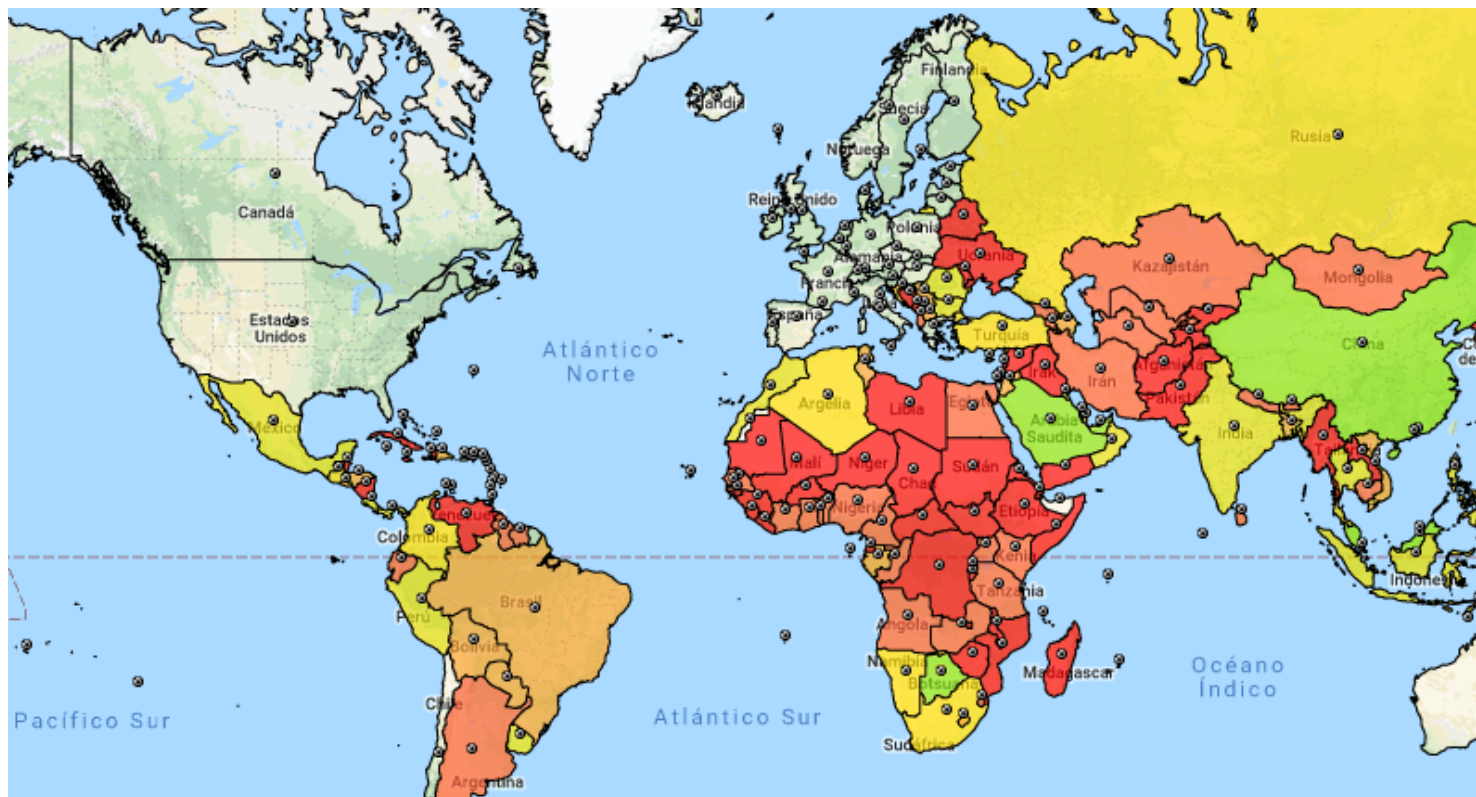 Islandia
Finlandia
Suecia
Noruega
Rusia
Canadá
Reino Unido
Polonia
Alemania
Ucrania
Francia
Kazajistán
Mongolia
España
Estados
Unidos
Turquía
China
Atlántico
Norte
Irak
Irán
Afganistán
Pakistán
Argelia
Libia
Egipto
Arabia
Saudita
México
India
Malí
Níger
Chad
Sudán
Nigeria
Etiopía
Venezuela
Colombia
Kenia
Indonesia
Tanzania
Brasil
Perú
Angola
Bolivia
Namibia
Botsuana
Madagascar
Océano
Índico
Chile
Pacífico Sur
Atlántico Sur
Sudáfrica
Argentina